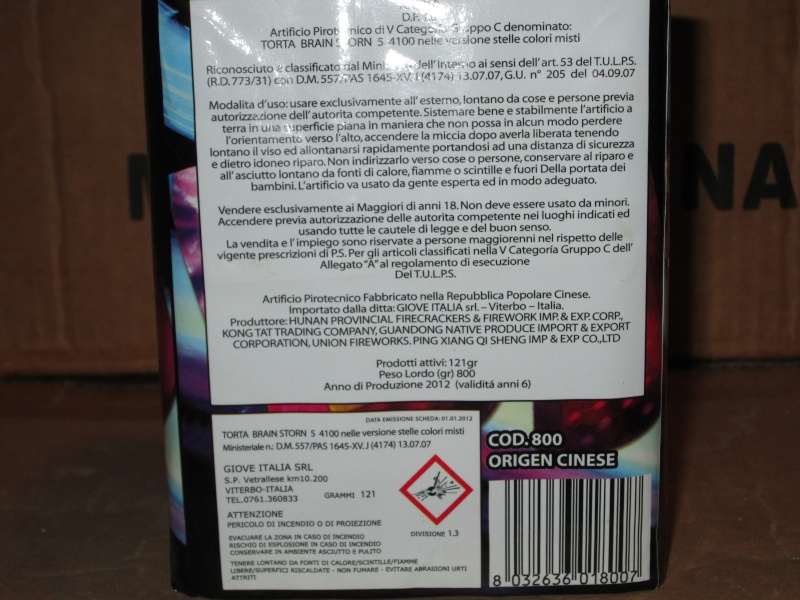 Artificio Pirotecnico di V Categoria Gruppo C denominato:
TORTA BRAIN STORN 5 4100 nelle versione stelle colori misti
Riconosciuto e classificato dal Ministero dell'Interno ai sensi dell'art. 53 del T.U.L.P.S.
(R.D.773/31) con D.M. 557/PAS 1645-XV.J (4174) 13.07.07, G.U. n° 205 del 04.09.07
Modalita d'uso: usare exclusivamente all'esterno, lontano da cose e persone previa
autorizzazione dell'autorita competente. Sistemare bene e stabilmente l'artificio a
terra in una superficie piana in maniera che non possa in alcun modo perdere
l'orientamento verso l'alto, accendere la miccia dopo averla liberata tenendo
lontano il viso ed allontanarsi rapidamente portandosi ad una distanza di sicurezza
e dietro idoneo riparo. Non indirizzarlo verso cose o persone, conservare al riparo e
all'asciutto lontano da fonti di calore, fiamme o scintille e fuori Della portata dei
bambini. L'artificio va usato da gente esperta ed in modo adeguato.
Vendere esclusivamente ai Maggiori di anni 18. Non deve essere usato da minori.
Accendere previa autorizzazione delle autorita competente nei luoghi indicati ed
usando tutte le cautele di legge e del buon senso.
La vendita e l'impiego sono riservate a persone maggiorenni nel rispetto delle
vigente prescrizioni di P.S. Per gli articoli classificati nella V Categoría Gruppo C dell'
Allegato "A" al regolamento di esecuzione
Del T.U.L.P.S.
Artificio Pirotecnico Fabbricato nella Repubblica Popolare Cinese.
Importato dalla ditta: GIOVE ITALIA srl. – Viterbo – Italia.
Produttore: HUNAN PROVINCIAL FIRECRACKERS & FIREWORK IMP. & EXP. CORP.,
KONG TAT TRADING COMPANY, GUANDONG NATIVE PRODUCE IMPORT & EXPORT
CORPORATION, UNION FIREWORKS. PING XIANG QI SHENG IMP & EXP CO.,LTD
Prodotti attivi: 121gr
Peso Lordo (gr) 800
Anno di Produzione 2012 (validitá anni 6)
DATA EMISSIONE SCHEDA: 01.01.2012
TORTA BRAIN STORN 5 4100 nelle versione stelle colori misti
Ministeriale n.: D.M. 557/PAS 1645-XV.J (4174) 13.07.07
GIOVE ITALIA SRL
S.P. Vetrallese km10.200
VITERBO-ITALIA
TEL.0761.360833 GRAMMI 121
ATTENZIONE
PERICOLO DI INCENDIO O DI PROIEZIONE
DIVISIONE 1.3
EVACUARE LA ZONA IN CASO DI INCENDIO
RISCHIO DI ESPLOSIONE IN CASO DI INCENDIO
CONSERVARE IN AMBIENTE ASCIUTTO E PULITO
TENERE LONTANO DA FONTI DI CALORE/SCINTILLE/FIAMME
LIBERE/SUPERFICI RISCALDATE - NON FUMARE - EVITARE ABRASIONI URTI
ATTRITI
COD. 800
ORIGEN CINESE
8 032636 018007
NA